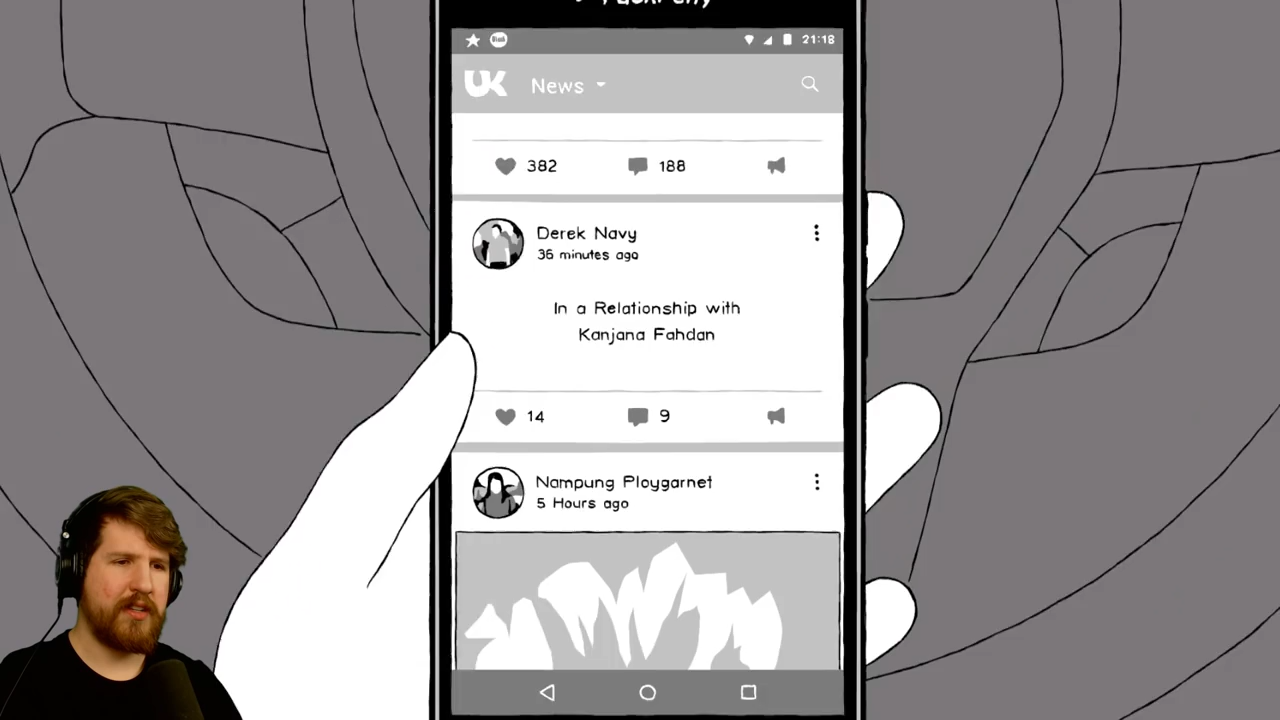 21:18
UK News
382 188
Derek Navy
36 minutes ago
In a Relationship with
Kanjana Fahdan
14 9
Nampung Ploygarnet
5 Hours ago